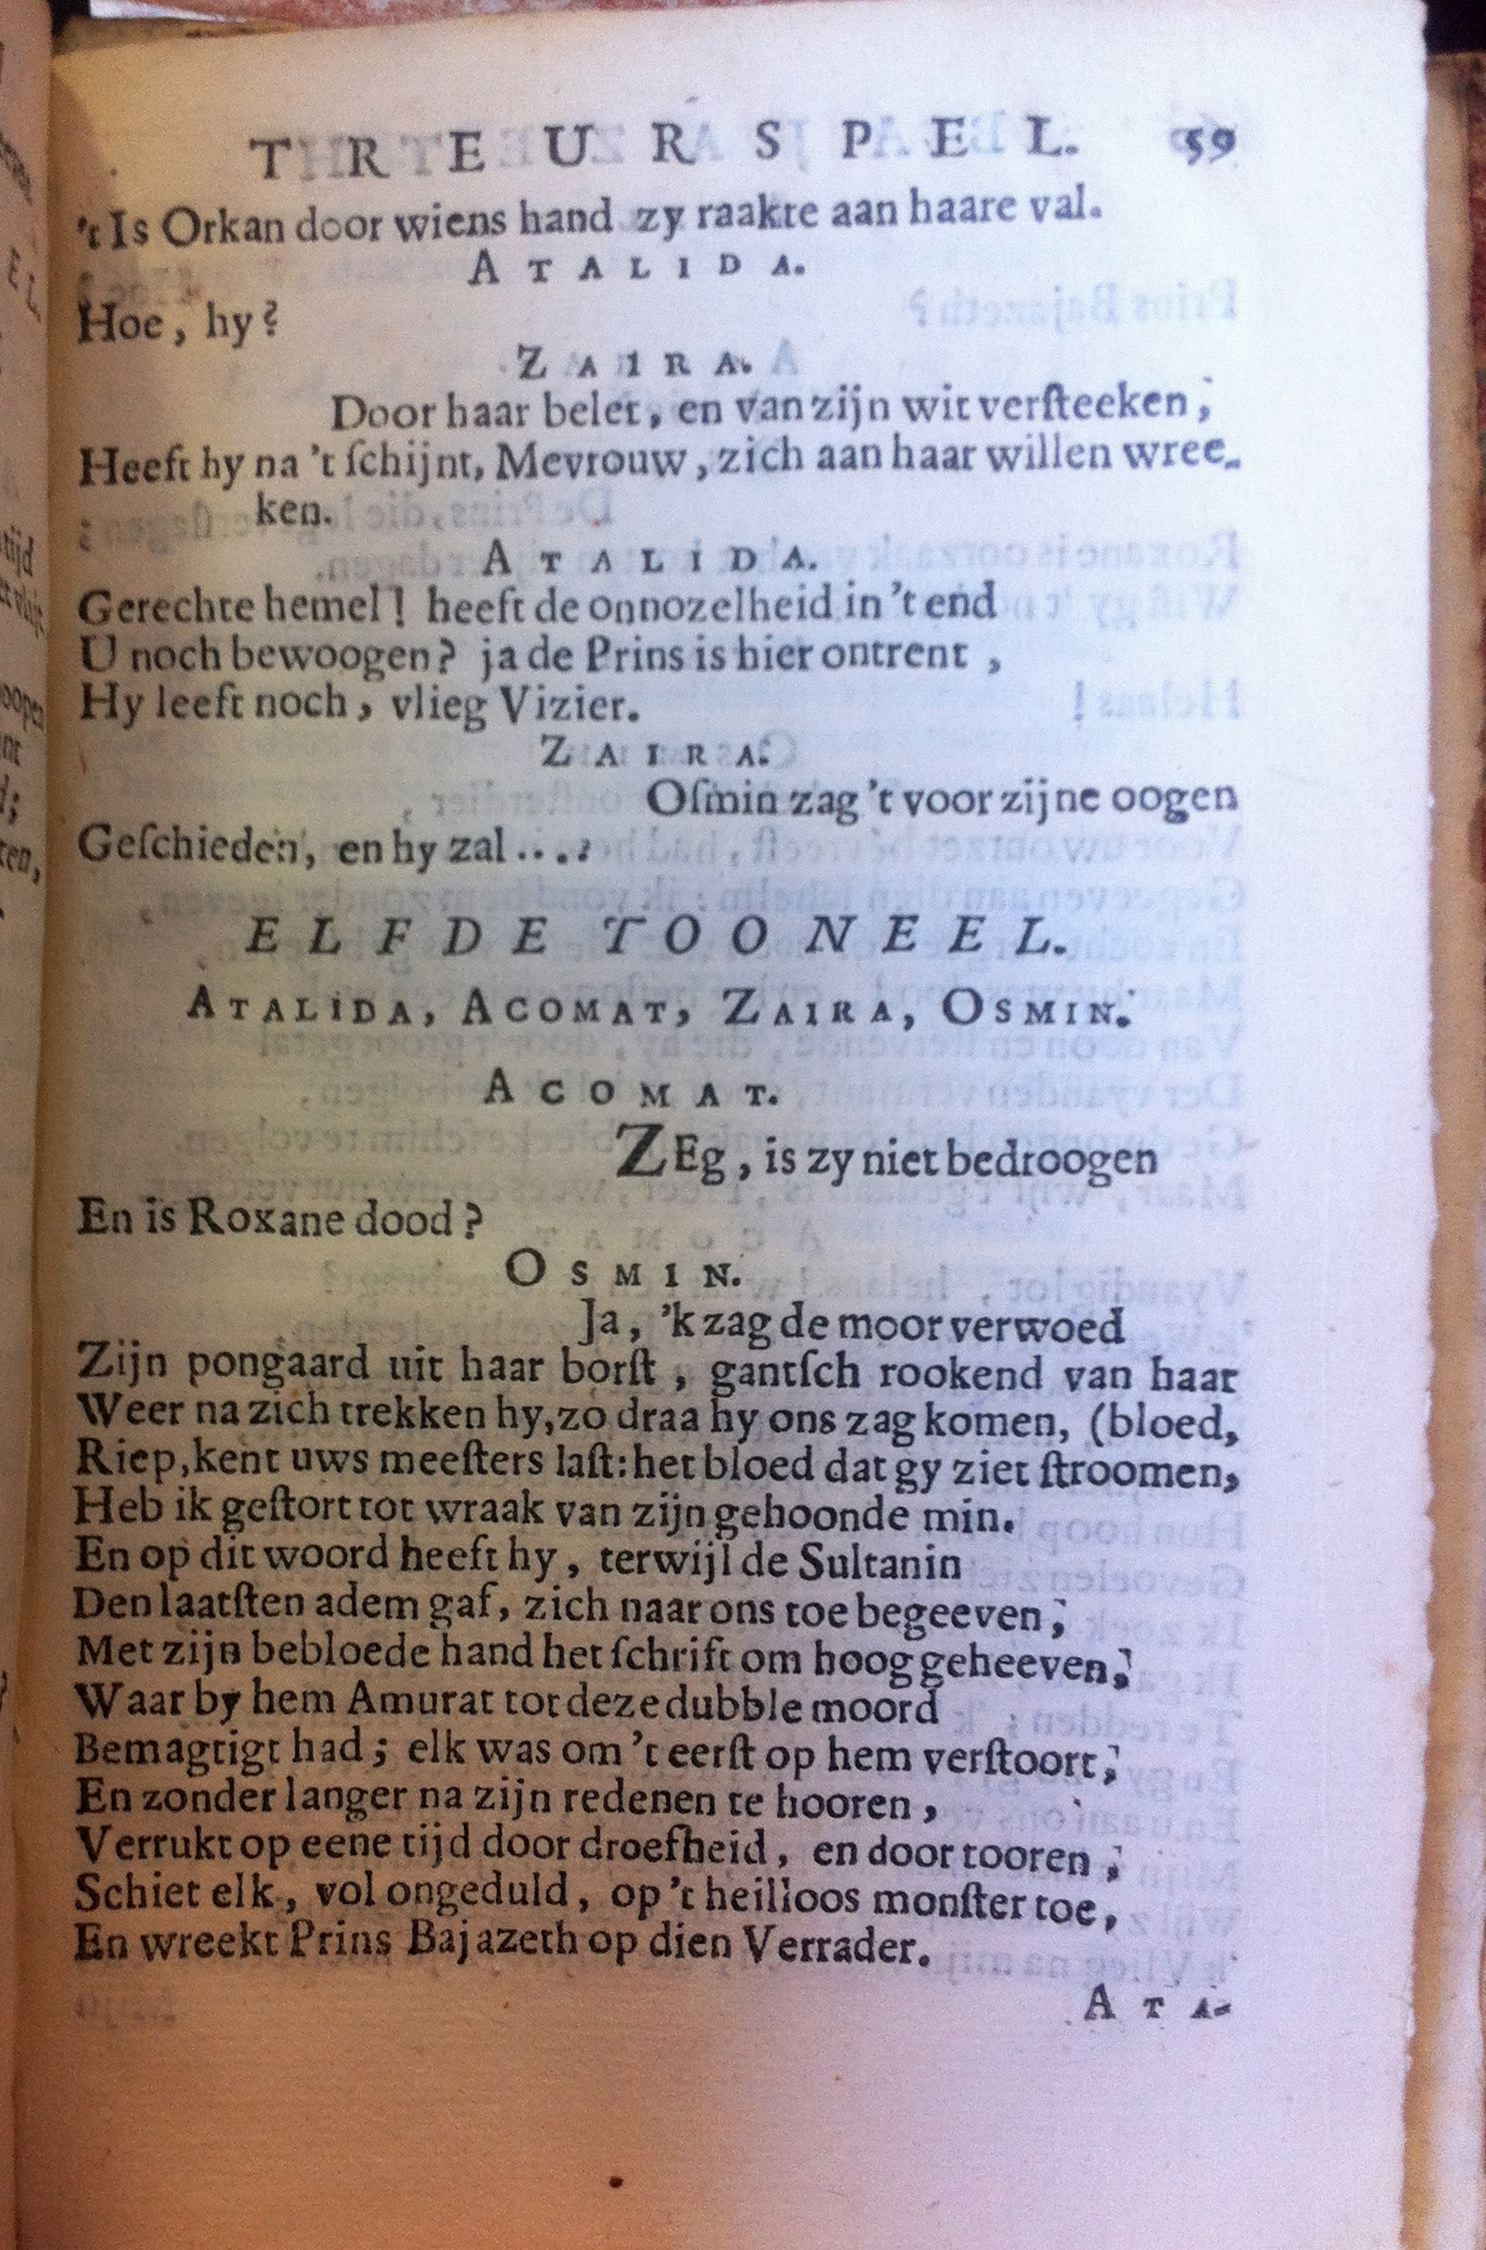 TREURSPEL. 59
't Is Orkan door wiens hand zy raakte aan haare val.
ATALIDA.
Hoe, hy?
ZAIRA.
Door haar belet, en van zijn wit verſteeken;
Heeft hy na 't ſchijnt, Mevrouw, zich aan haar willen wree-
ken.
ATALIDA.
Gerechte hemel! heeft de onnozelheid in 't end
U noch bewoogen? ja de Prins is hier ontrent,
Hy leeft noch, vlieg Vizier.
ZAIRA.
Oſmin zag 't voor zijne oogen
Geſchieden, en hy zal ....
ELFDE TOONEEL.
ATALIDA, ACOMAT, ZAIRA, OSMIN.
ACOMAT.
ZEg, is zy niet bedroogen
En is Roxane dood?
OSMIN.
Ja, 'k zag de moor verwoed
Zijn pongaard uit haar borſt, gantſch rookend van haar
Weer na zich trekken hy, zo draa hy ons zag komen, (bloed,
Riep, kent uws meeſters laſt: het bloed dat gy ziet ſtroomen,
Heb ik geſtort tot wraak van zijn gehoonde min.
En op dit woord heeft hy, terwijl de Sultanin
Den laatſten adem gaf, zich naar ons toe begeeven;
Met zijn bebloede hand het ſchrift om hoog geheeven,
Waar by hem Amurat tot deze dubble moord
Bemagtigt had; elk was om 't eerſt op hem verſtoort;
En zonder langer na zijn redenen te hooren,
Verrukt op eene tijd door droefheid, en door tooren;
Schiet elk, vol ongeduld, op 't heilloos monſter toe,
En wreekt Prins Bajazeth op dien Verrader.
ATA-